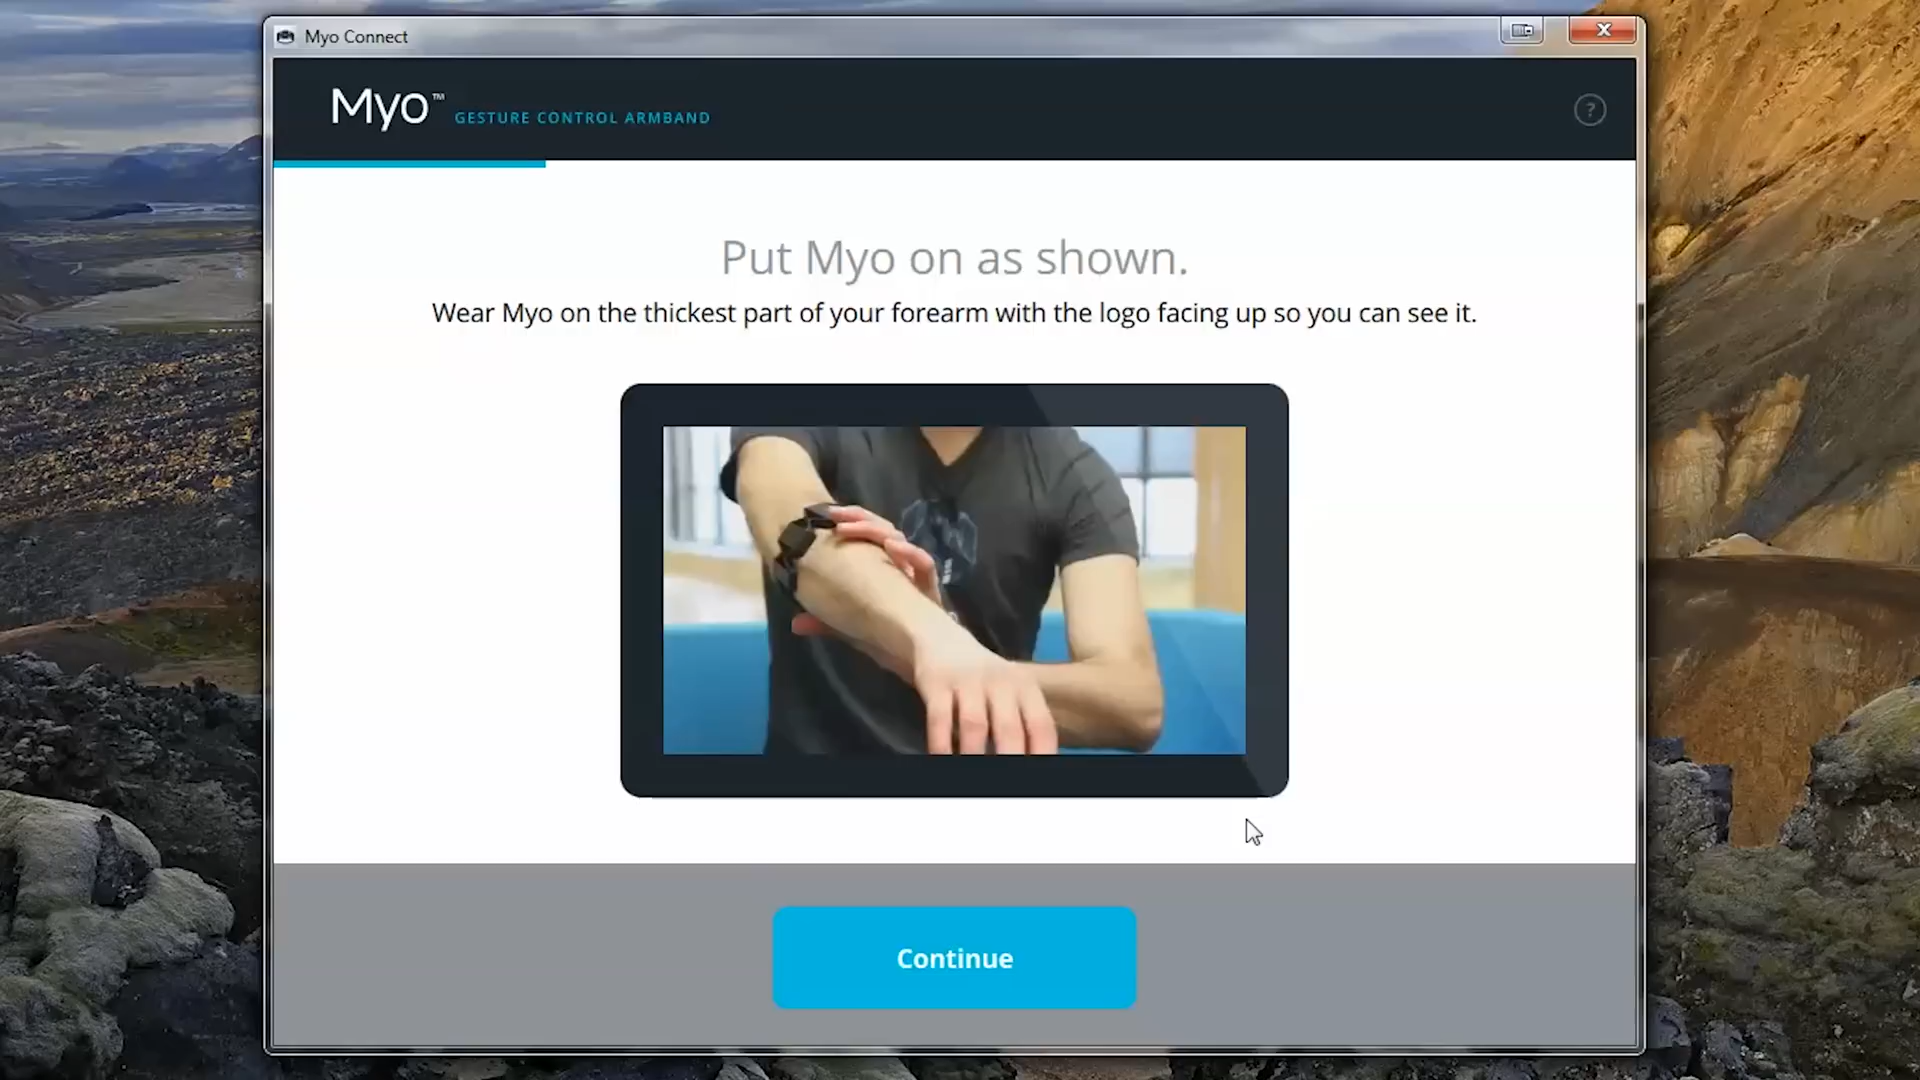 Myo Connect
Myo™ GESTURE CONTROL ARMBAND
?
Put Myo on as shown.
Wear Myo on the thickest part of your forearm with the logo facing up so you can see it.
Continue